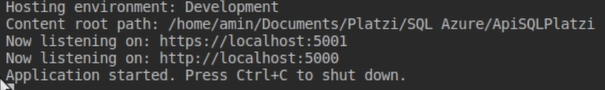 Hosting environment: Development
Content root path: /home/amin/Documents/Platzi/SQL Azure/ApiSQLPlatzi
Now listening on: https://localhost:5001
Now listening on: http://localhost:5000
Application started. Press Ctrl+C to shut down.